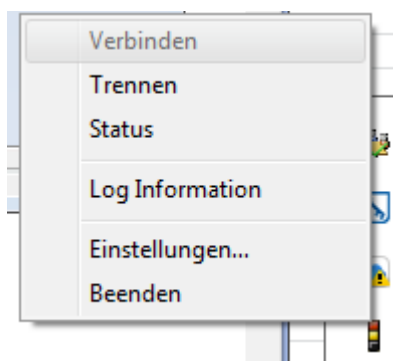 Verbinden
Trennen
Status
Log Information
Einstellungen...
Beenden